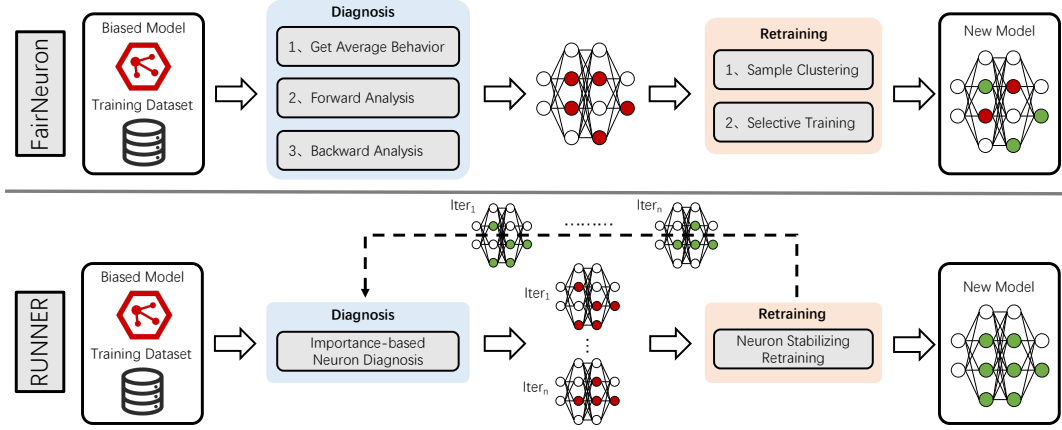 FairNeuron
Biased Model
Training Dataset
Diagnosis
1、Get Average Behavior
2、Forward Analysis
3、Backward Analysis
Retraining
1、Sample Clustering
2、Selective Training
New Model
RUNNER
Biased Model
Training Dataset
Iter1
.........
Itern
Diagnosis
Importance-based
Neuron Diagnosis
Iter1
...
Itern
Retraining
Neuron Stabilizing
Retraining
New Model